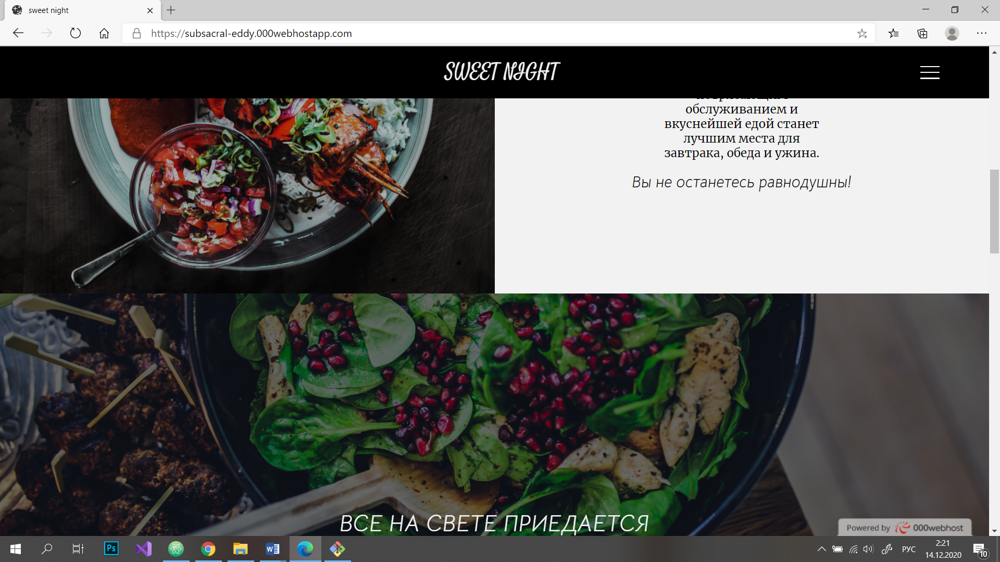 sweet night
https://subsacral-eddy.000webhostapp.com
SWEET NIGHT
обслуживанием и
вкуснейшей едой станет
лучшим места для
завтрака, обеда и ужина.
Вы не останетесь равнодушны!
ВСЕ НА СВЕТЕ ПРИЕДАЕТСЯ
Powered by 000webhost
Ps
РУС
2:21
14.12.2020
10